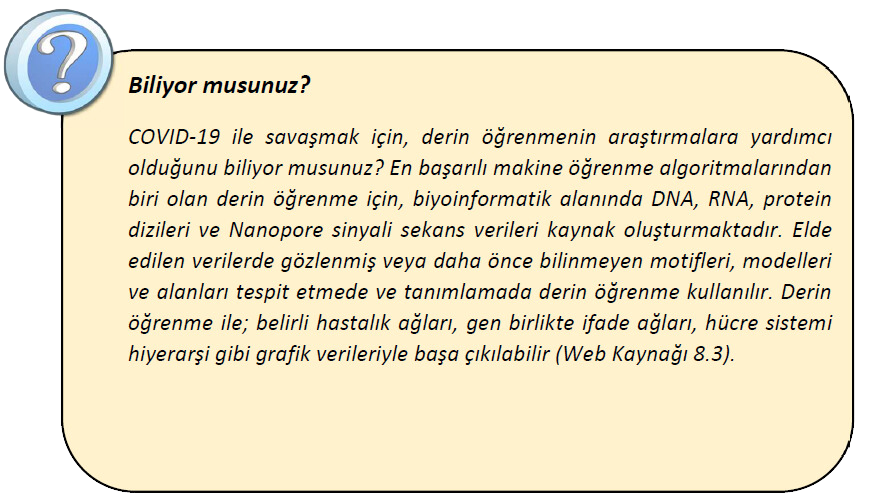 Biliyor musunuz?
COVID-19 ile savaşmak için, derin öğrenmenin araştırmalara yardımcı
olduğunu biliyor musunuz? En başarılı makine öğrenme algoritmalarından
biri olan derin öğrenme için, biyoinformatik alanında DNA, RNA, protein
dizileri ve Nanopore sinyali sekans verileri kaynak oluşturmaktadır. Elde
edilen verilerde gözlenmiş veya daha önce bilinmeyen motifleri, modelleri
ve alanları tespit etmede ve tanımlamada derin öğrenme kullanılır. Derin
öğrenme ile; belirli hastalık ağları, gen birlikte ifade ağları, hücre sistemi
hiyerarşi gibi grafik verileriyle başa çıkılabilir (Web Kaynağı 8.3).